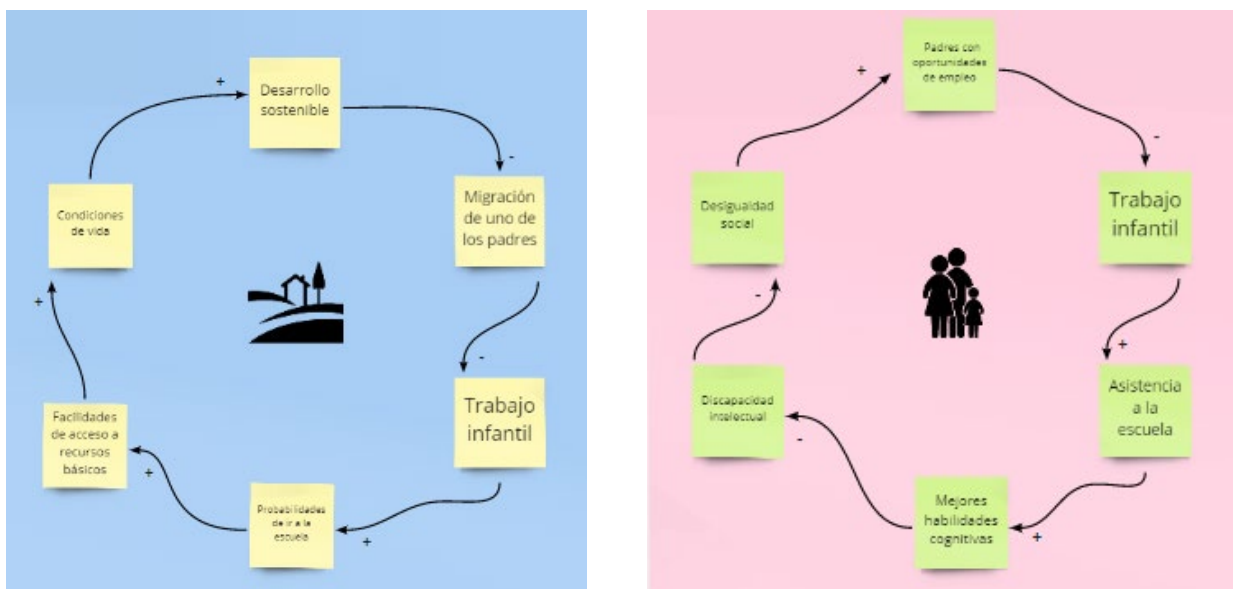 +
Desarrollo
sostenible
-
Migración
de uno de
los padres
-
Trabajo
infantil
+
Probabilidades
de ir a la
escuela
+
Facilidades
de acceso a
recursos
básicos
+
Condiciones
de vida
+
Padres con
oportunidades
de empleo
-
Trabajo
infantil
+
Asistencia
a la
escuela
+
Mejores
habilidades
cognitivas
-
Discapacidad
intelectual
-
Desigualdad
social